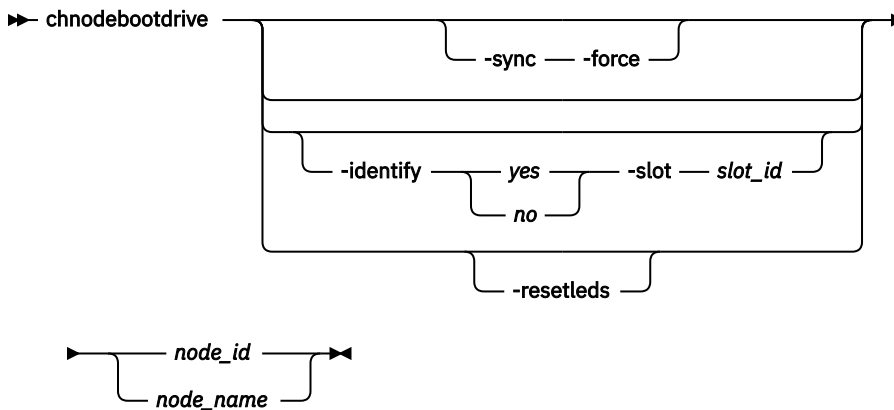 chnodebootdrive
-sync -force
-identify yes -slot slot_id
no
-resetleds
node_id
node_name